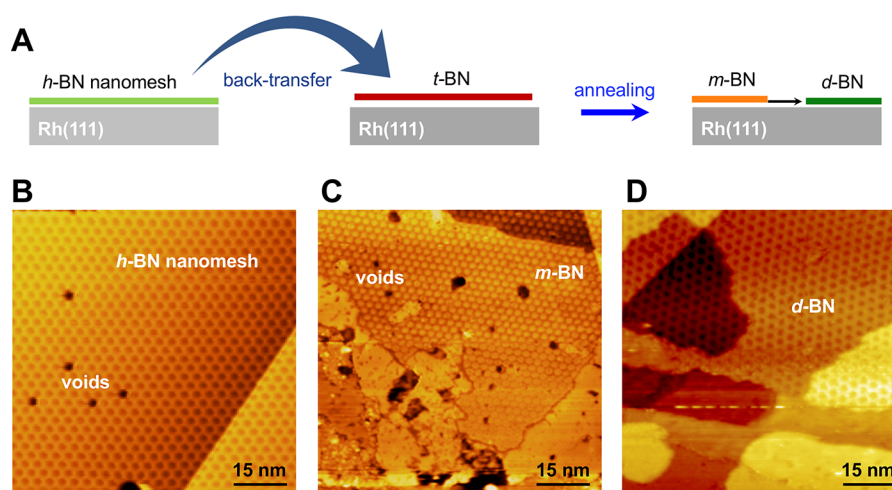 A
h-BN nanomesh
back-transfer
t-BN
annealing
m-BN
d-BN
Rh(111)
Rh(111)
Rh(111)
B
C
D
h-BN nanomesh
voids
15 nm
voids
m-BN
15 nm
d-BN
15 nm